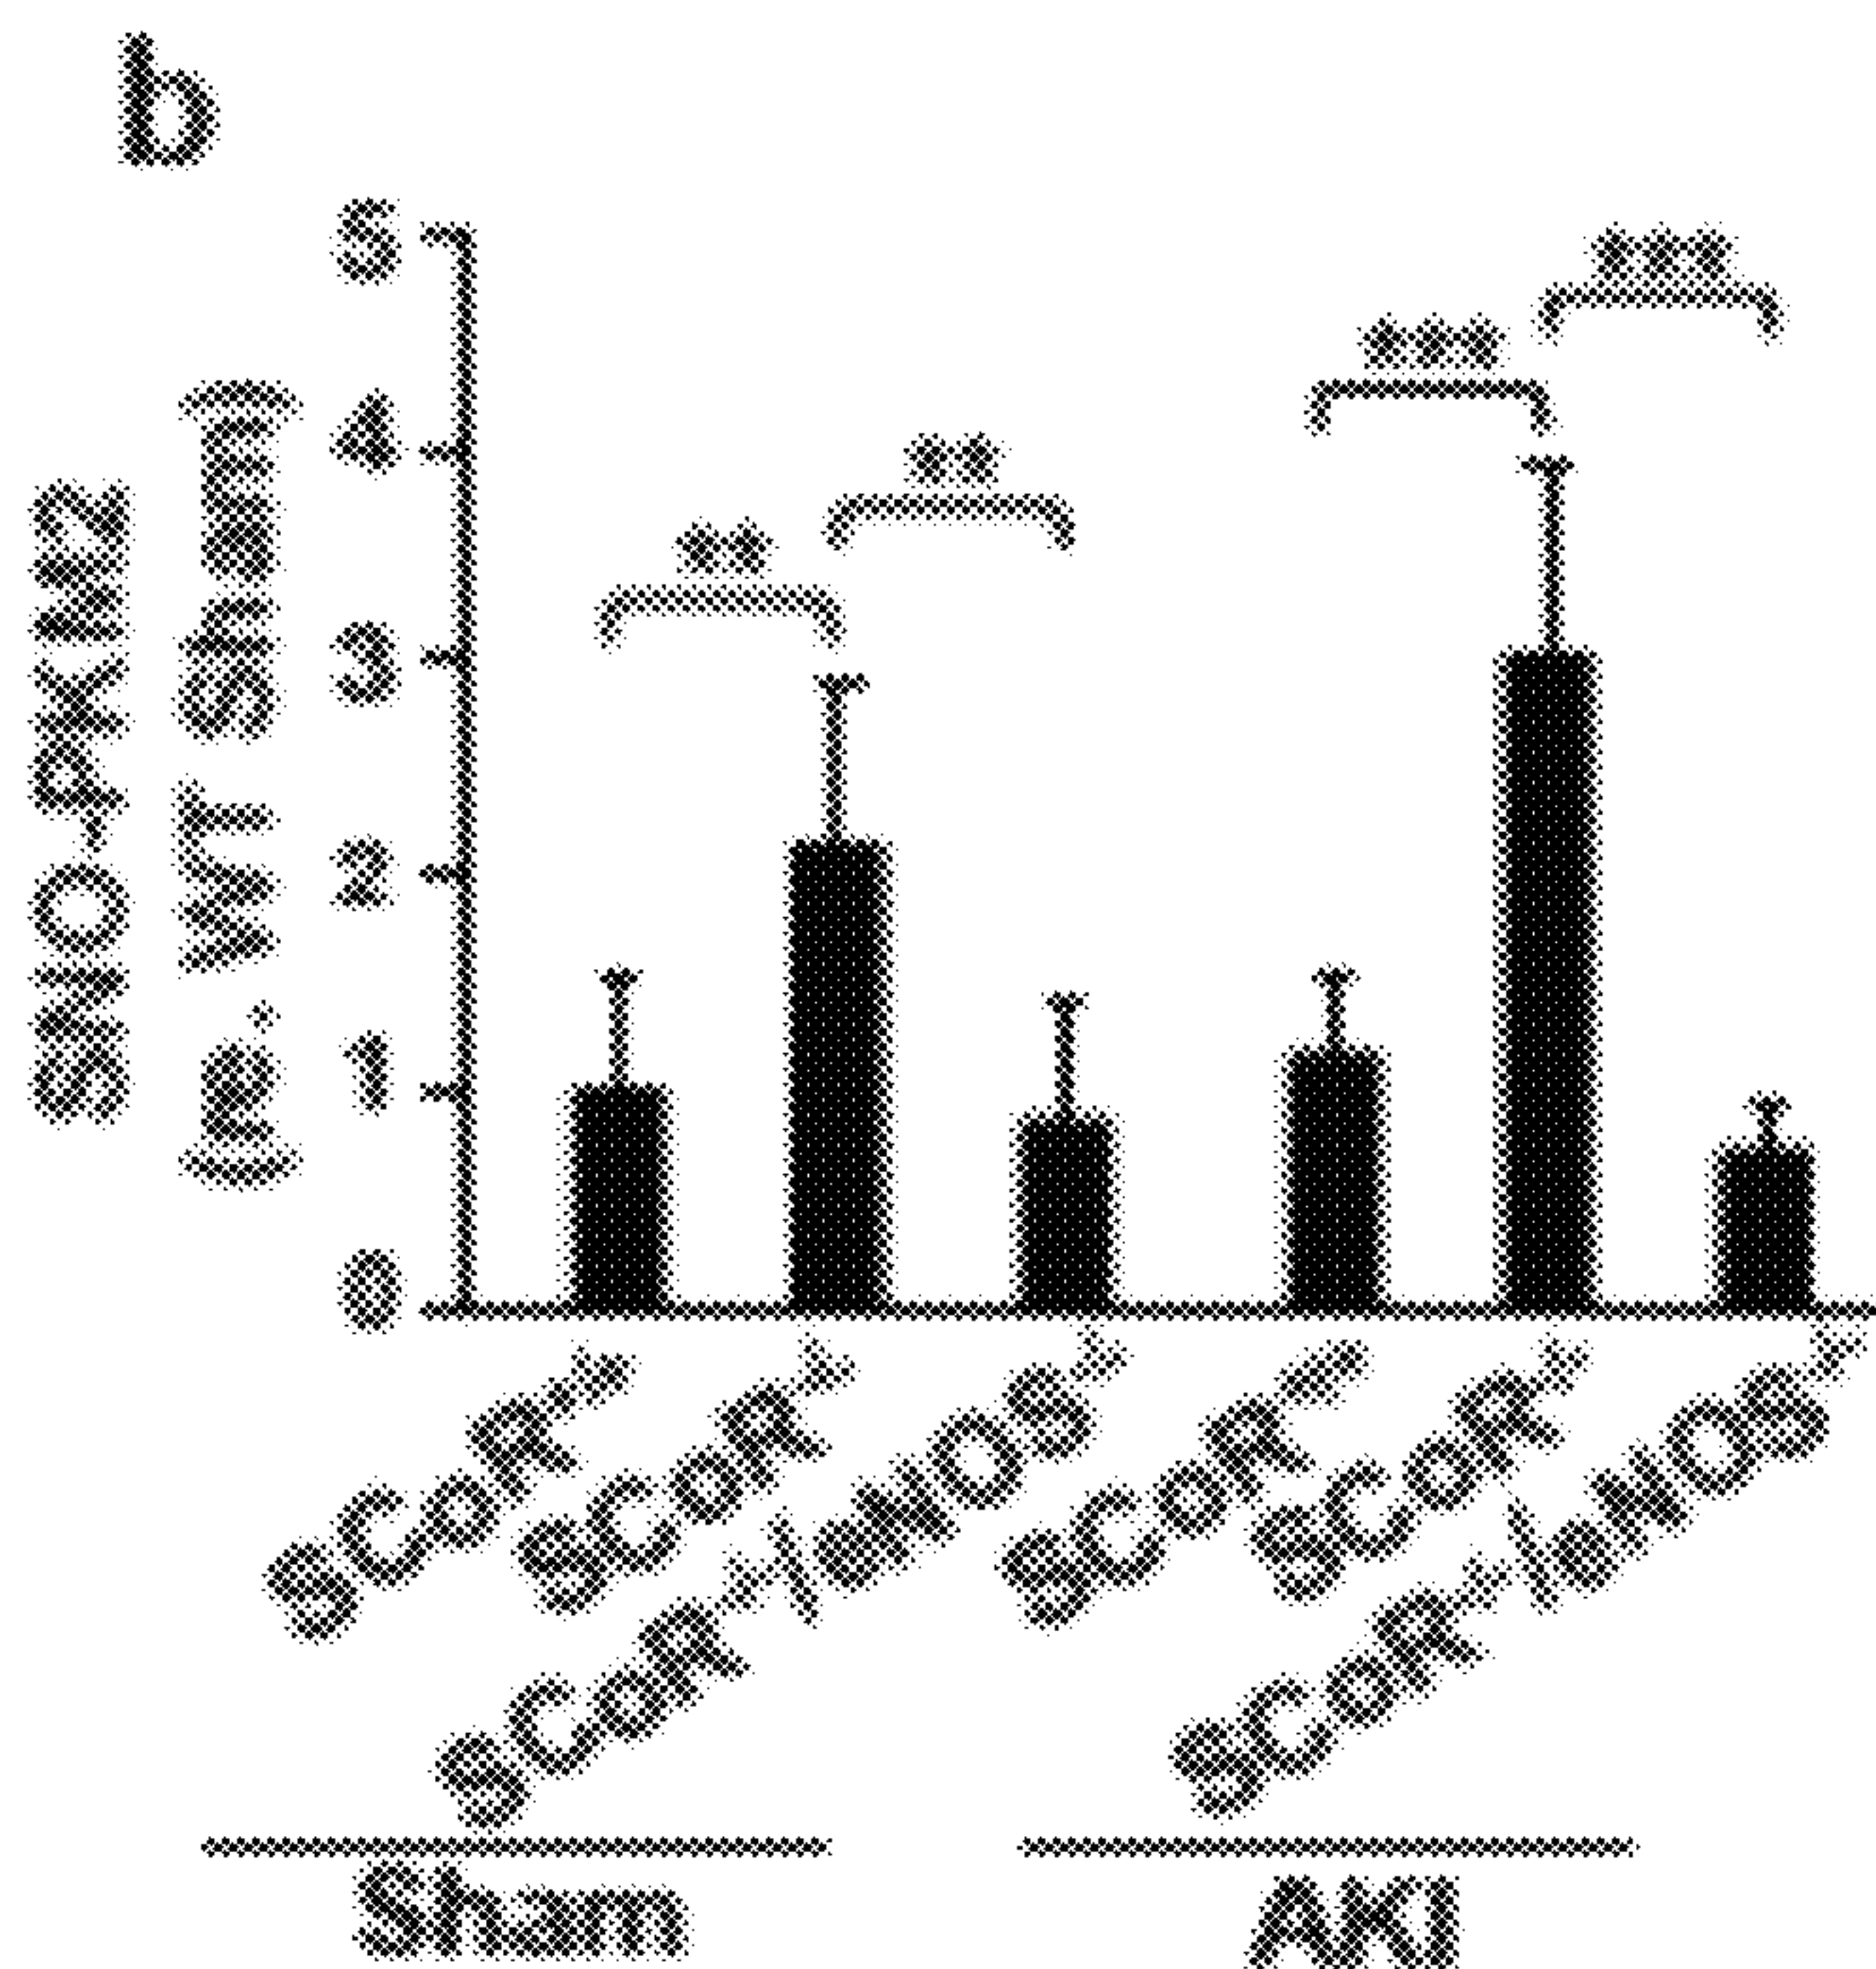 b
SNO-PKM2
(re. WT sham)
5
4
3
2
1
0
**
**
***
***
SCoR+/+
SCoR-/-
SCoR-/-/eNOS-/-
SCoR+/+
SCoR-/-
SCoR-/-/eNOS-/-
Sham
AKI